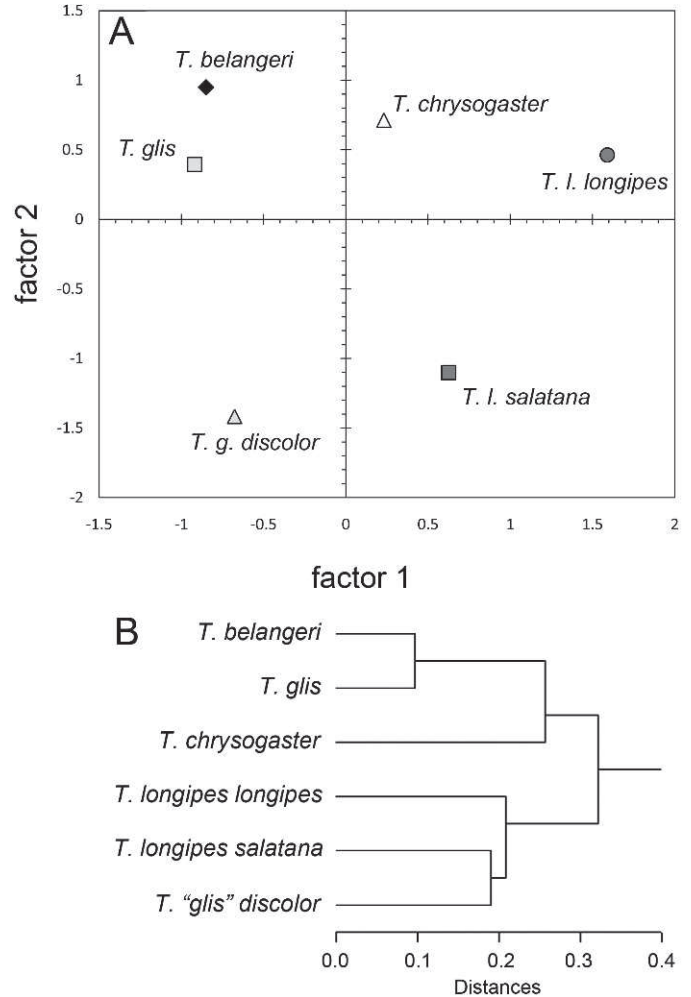 A
T. belangeri
T. chrysogaster
T. glis
T. l. longipes
T. l. salatana
T. g. discolor
1.5
1
0.5
0
-0.5
-1
-1.5
-2
factor 2
-1.5 -1 -0.5 0 0.5 1 1.5 2
factor 1
B
T. belangeri
T. glis
T. chrysogaster
T. longipes longipes
T. longipes salatana
T. “glis” discolor
0.0 0.1 0.2 0.3 0.4
Distances